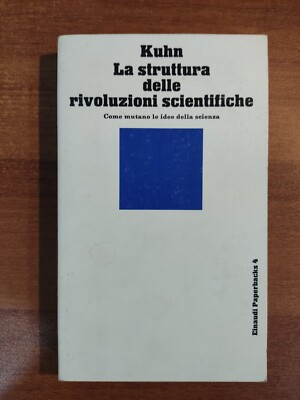 Kuhn
La struttura
delle
rivoluzioni scientifiche
Come mutano le idee della scienza
Einaudi Paperbacks 4